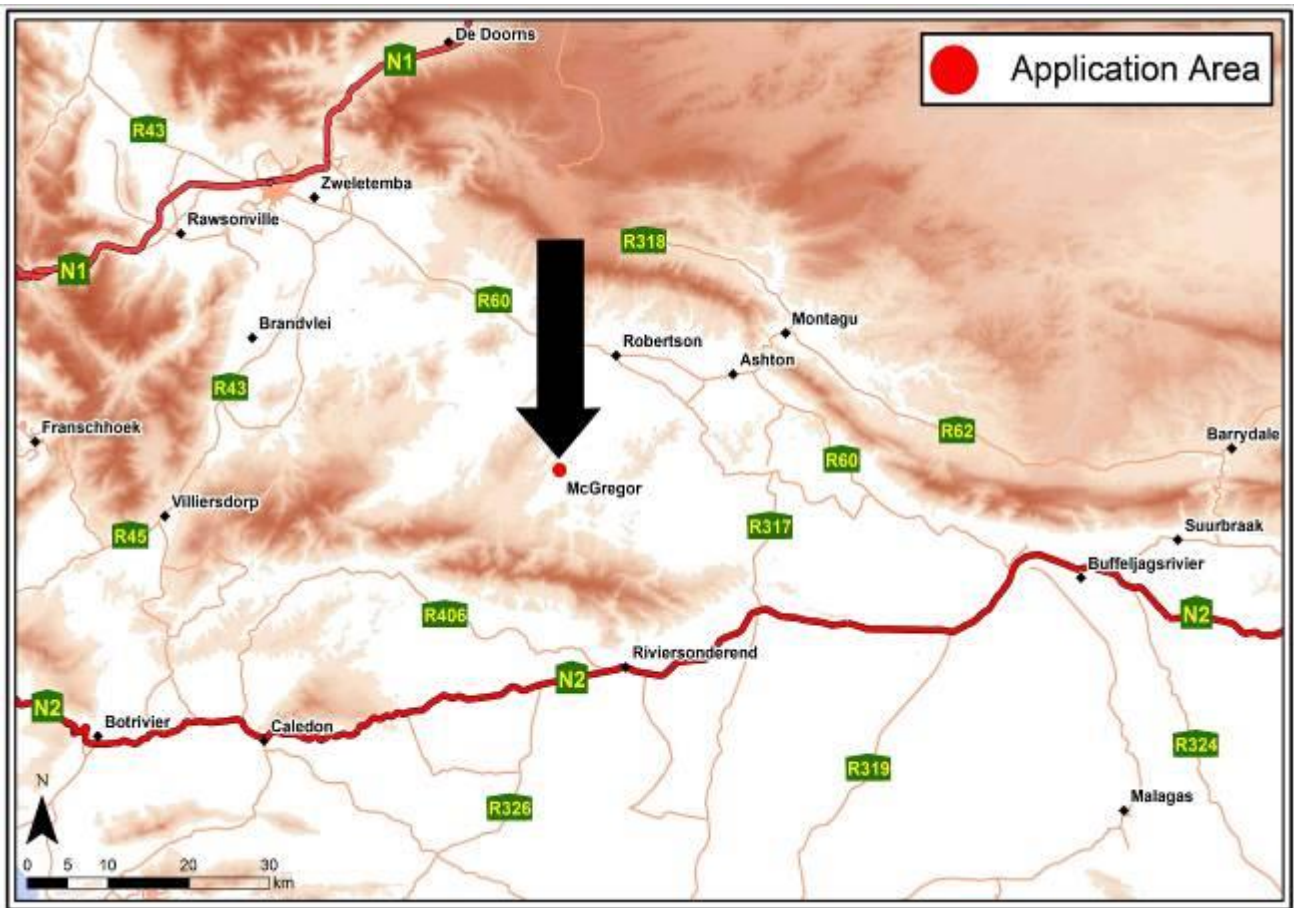 De Doorns
N1
Application Area
R43
Zweletemba
Rawsonville
R318
N1
R60
Brandvlei
Montagu
Robertson
Ashton
R43
Franschhoek
R62
Barrydale
R60
McGregor
Villiersdorp
R317
R45
Suurbraak
Buffeljagsrivier
R406
N2
Riviersonderend
N2
N2
Botrivier
Caledon
R324
R319
N
Malagas
R326
0 5 10 20 30
km